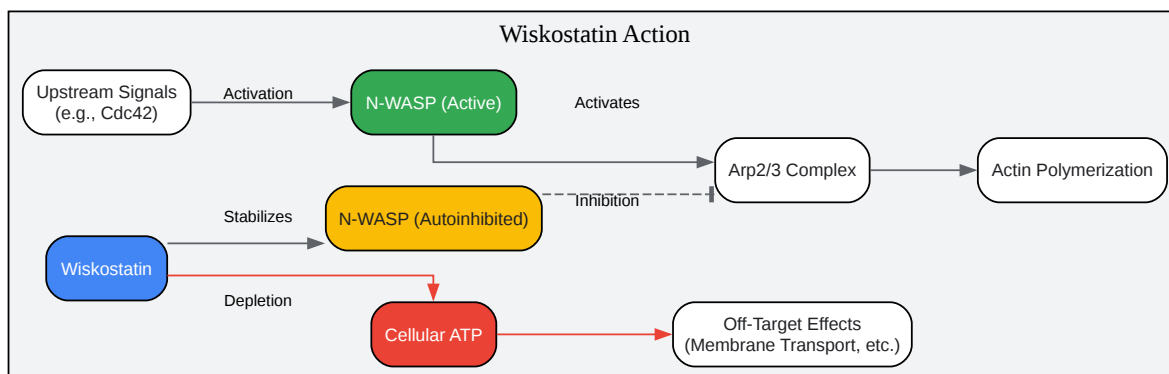 Wiskostatin Action
Upstream Signals
(e.g., Cdc42)
Activation
N-WASP (Active)
Activates
Arp2/3 Complex
Actin Polymerization
Stabilizes
N-WASP (Autoinhibited)
Inhibition
Wiskostatin
Depletion
Cellular ATP
Off-Target Effects
(Membrane Transport, etc.)